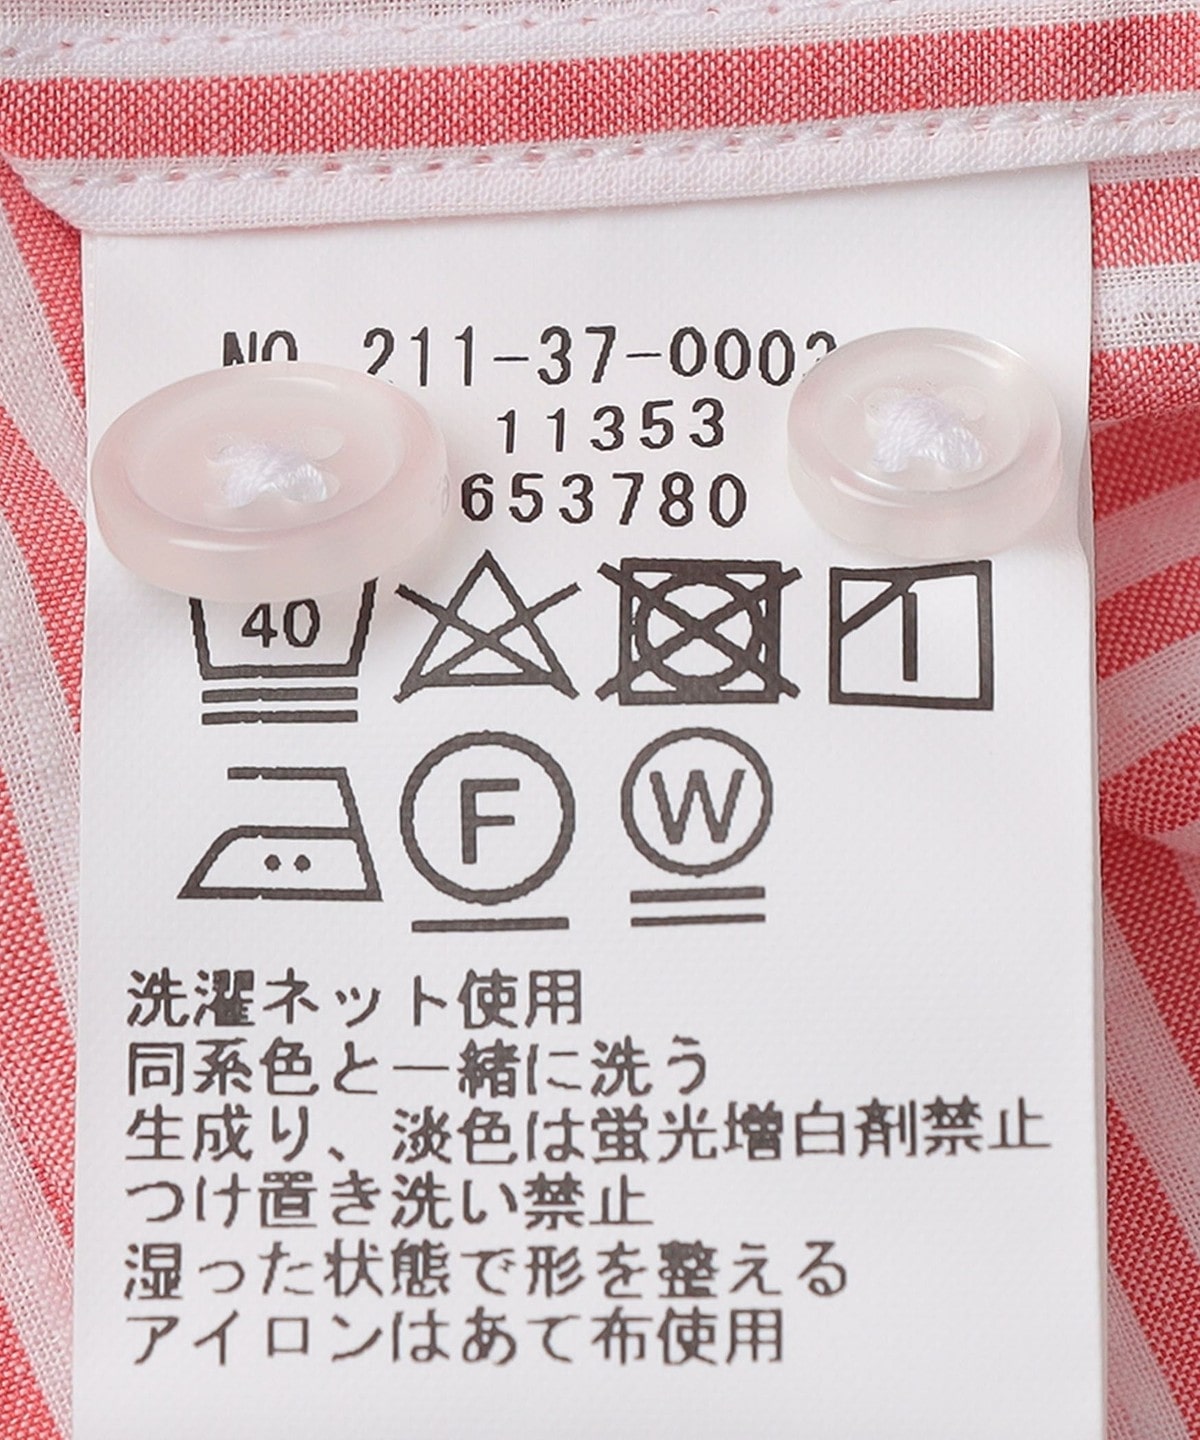 NO. 211-37-0003
11353
653780
40
F
W
洗濯ネット使用
同系色と一緒に洗う
生成り、淡色は蛍光増白剤禁止
つけ置き洗い禁止
湿った状態で形を整える
アイロンはあて布使用